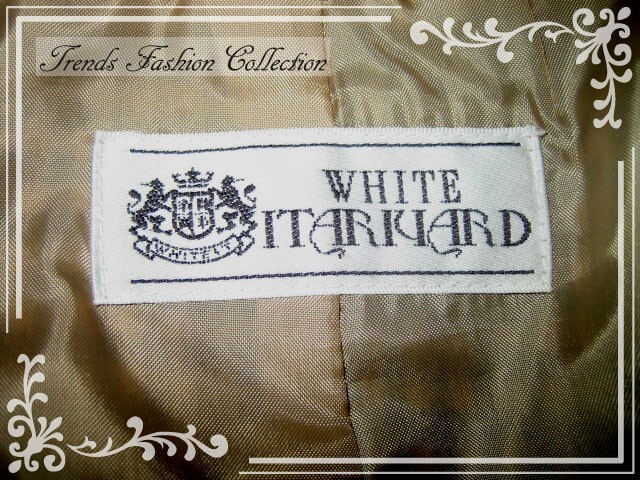 Trends Fashion Collection
WHITE
ITARIYARD